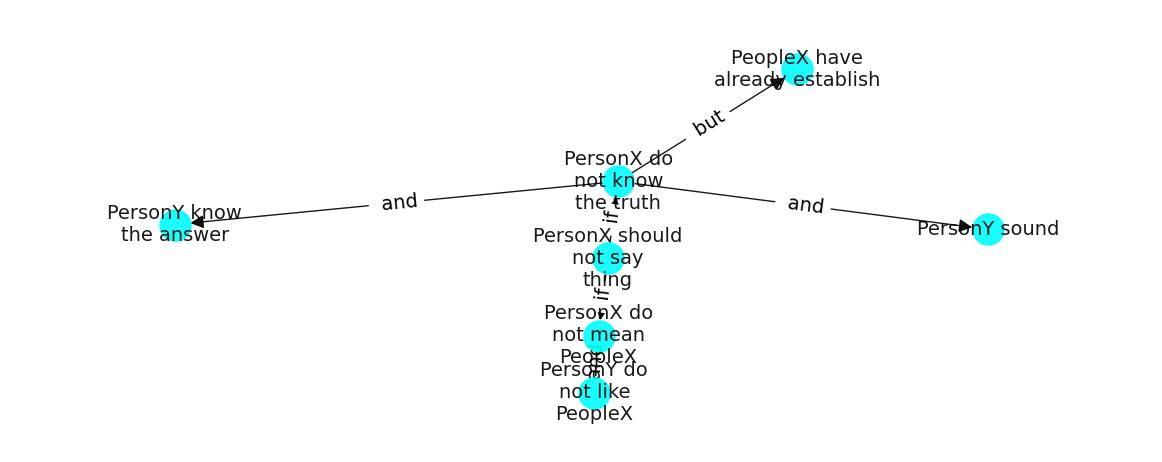 PeopleX have
already establish
but
PersonX do
not know
the truth
and
and
PersonY know
the answer
if
PersonY sound
PersonX should
not say
thing
if
PersonX do
not mean
PeopleX
and
PersonY do
not like
PeopleX